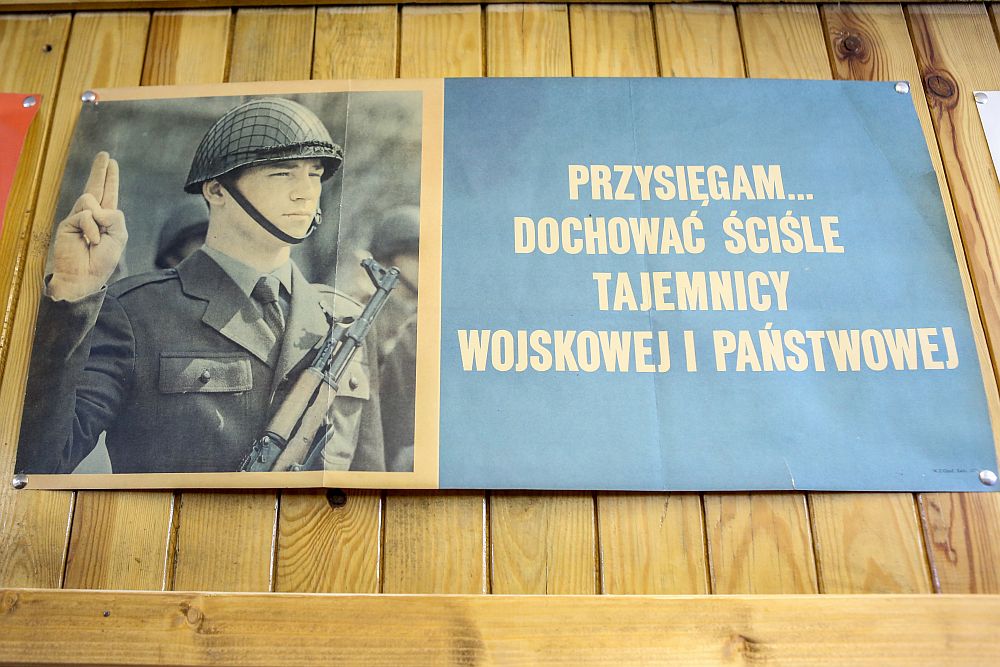 PRZYSIĘGAM...
DOCHOWAĆ ŚCIŚLE
TAJEMNICY
WOJSKOWEJ I PAŃSTWOWEJ